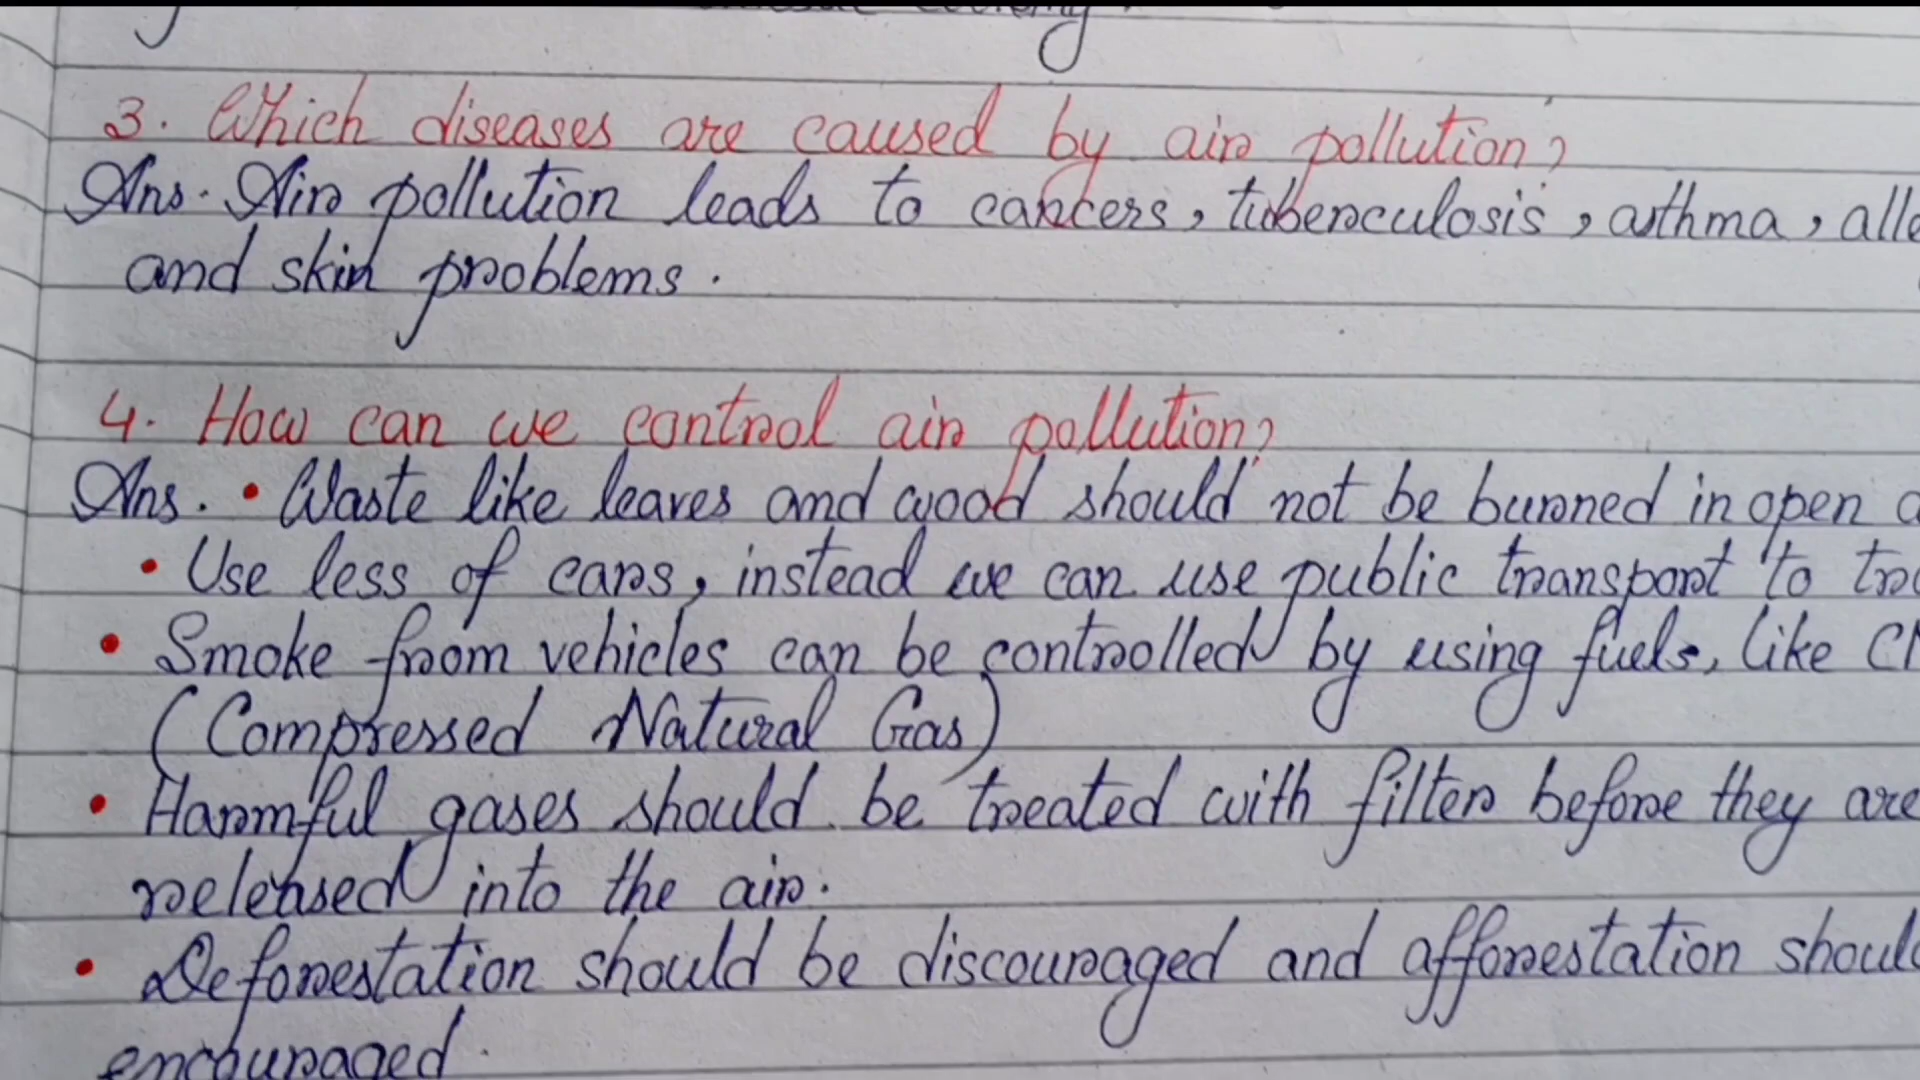 3. Which diseases are caused by air pollution?
Ans. Air pollution leads to cancers, tuberculosis, asthma, alle
and skin problems.
4. How can we control air pollution?
Ans. • Waste like leaves and wood should not be burned in open a
• Use less of cars, instead we can use public transport to tra
• Smoke from vehicles can be controlled by using fuels, like CN
(Compressed Natural Gas)
• Harmful gases should be treated with filter before they are
released into the air.
• Deforestation should be discouraged and afforestation should
encouraged.